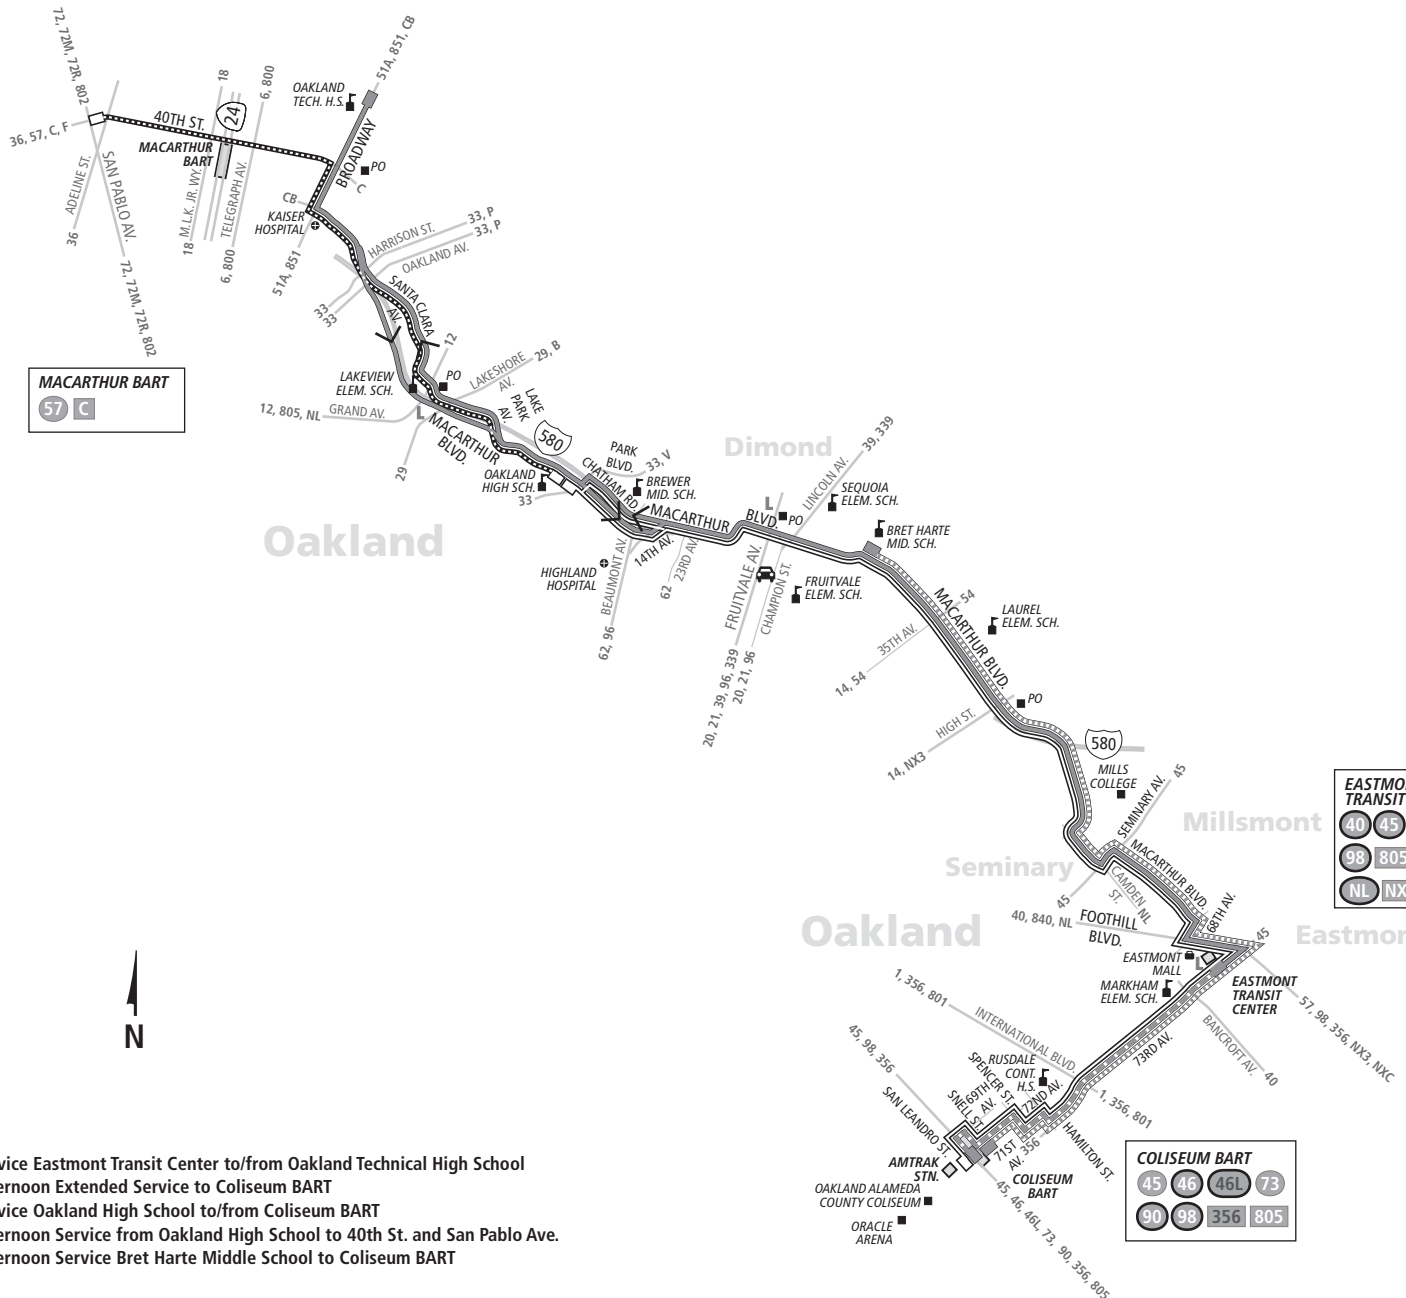 72, 72M, 72R, 802
18
6, 800
51A, 851, CB
OAKLAND
TECH. H.S.
24
36, 57, C, F
40TH ST.
MACARTHUR
BART
BROADWAY
PO
C
ADELINE ST.
SAN PABLO AV.
M.L.K. JR. WY.
TELEGRAPH AV.
CB
KAISER
HOSPITAL
36
18
6, 800
51A, 851
72, 72M, 72R, 802
HARRISON ST.
33, P
OAKLAND AV.
33, P
33
33
SANTA CLARA
AV.
12
MACARTHUR BART
57 C
LAKEVIEW
ELEM. SCH.
PO
LAKESHORE
AV.
29, B
LAKE
PARK
AV.
12, 805, NL
GRAND AV.
L
MACARTHUR
BLVD.
29
580
OAKLAND
HIGH SCH.
33
PARK
BLVD.
33, V
CHATHAM RD.
BREWER
MID. SCH.
Dimond
39, 339
LINCOLN AV.
SEQUOIA
ELEM. SCH.
L
MACARTHUR
BLVD.
PO
BRET HARTE
MID. SCH.
Oakland
14TH AV.
HIGHLAND
HOSPITAL
BEAUMONT AV.
62, 96
23RD AV.
62
FRUITVALE AV.
CHAMPION ST.
FRUITVALE
ELEM. SCH.
20, 21, 39, 96, 339
20, 21, 96
MACARTHUR BLVD.
54
LAUREL
ELEM. SCH.
35TH AV.
14, 54
PO
HIGH ST.
14, NX3
580
MILLS
COLLEGE
SEMINARY AV.
45
Millsmont
EASTMO
TRANSIT
40 45
98 805
NL NX
Seminary
MACARTHUR BLVD.
45
CAMDEN
ST.
NL
68TH AV.
40, 840, NL
FOOTHILL
BLVD.
45
Oakland
Eastmon
EASTMONT
MALL
L
MARKHAM
ELEM. SCH.
EASTMONT
TRANSIT
CENTER
57, 98, 356, NX3, NXC
BANCROFT AV.
40
73RD AV.
1, 356, 801
INTERNATIONAL BLVD.
1, 356, 801
45, 98, 356
RUSDALE
CONT.
H.S.
SPENCER ST.
69TH
AV.
SNELL ST.
72ND AV.
SAN LEANDRO ST.
71ST
AV.
356
HAMILTON ST.
AMTRAK
STN.
COLISEUM
BART
OAKLAND ALAMEDA
COUNTY COLISEUM
ORACLE
ARENA
45, 46, 46L, 73, 90, 356, 805
COLISEUM BART
45 46 46L 73
90 98 356 805
N
vice Eastmont Transit Center to/from Oakland Technical High School
ernoon Extended Service to Coliseum BART
vice Oakland High School to/from Coliseum BART
ernoon Service from Oakland High School to 40th St. and San Pablo Ave.
ernoon Service Bret Harte Middle School to Coliseum BART